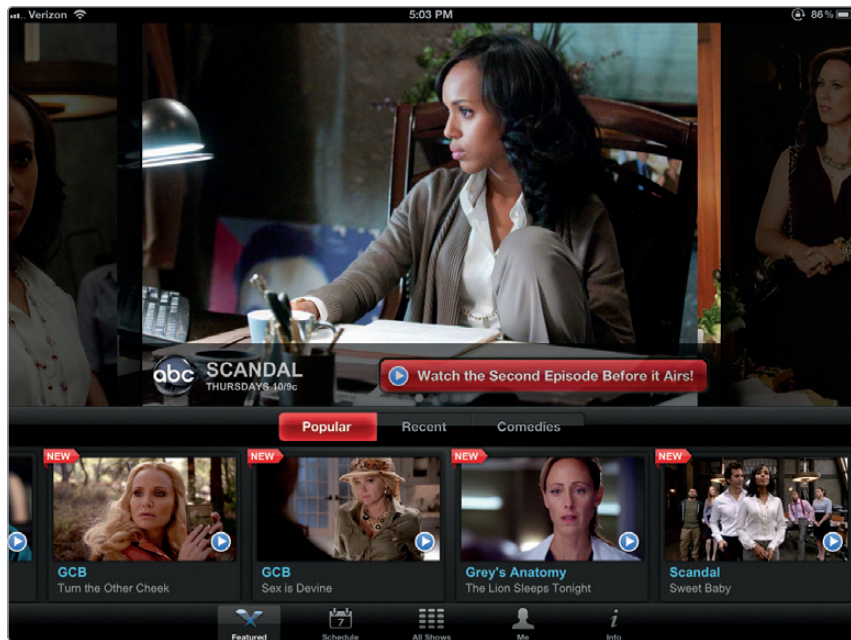 Verizon 5:03 PM 86%
abc SCANDAL
THURSDAYS 10/9c
Watch the Second Episode Before it Airs!
Popular Recent Comedies
NEW NEW NEW NEW
GCB GCB Grey's Anatomy Scandal
Turn the Other Cheek Sex is Devine The Lion Sleeps Tonight Sweet Baby
7
Featured Schedule All Shows Me Info